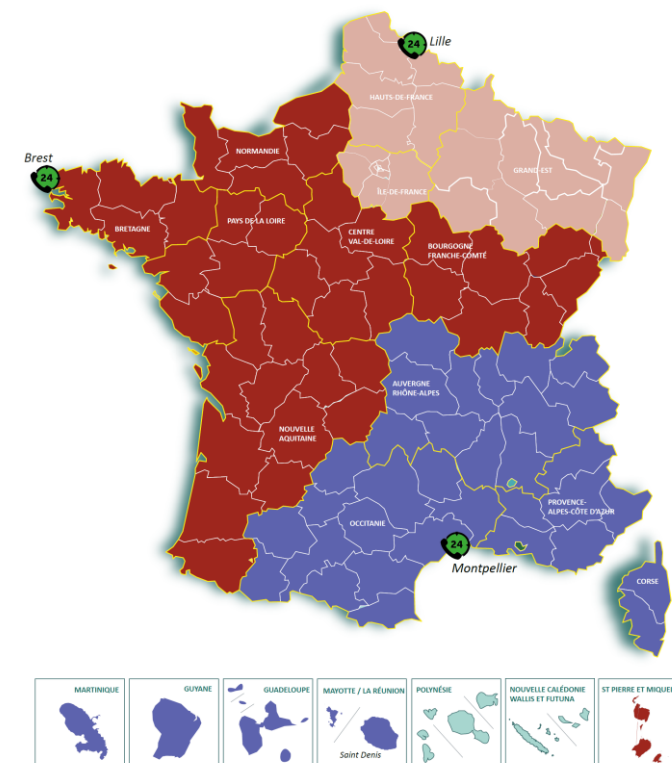 24
Lille
HAUTS-DE-FRANCE
NORMANDIE
Brest
24
GRAND-EST
ÎLE-DE-FRANCE
BRETAGNE
PAYS DE LA LOIRE
CENTRE
VAL-DE-LOIRE
BOURGOGNE
FRANCHE-COMTÉ
AUVERGNE
RHÔNE-ALPES
NOUVELLE
AQUITAINE
PROVENCE-
ALPES-CÔTE D'AZUR
OCCITANIE
24
Montpellier
CORSE
MARTINIQUE
GUYANE
GUADELOUPE
MAYOTTE / LA RÉUNION
Saint Denis
POLYNÉSIE
NOUVELLE CALÉDONIE
WALLIS ET FUTUNA
ST PIERRE ET MIQUE